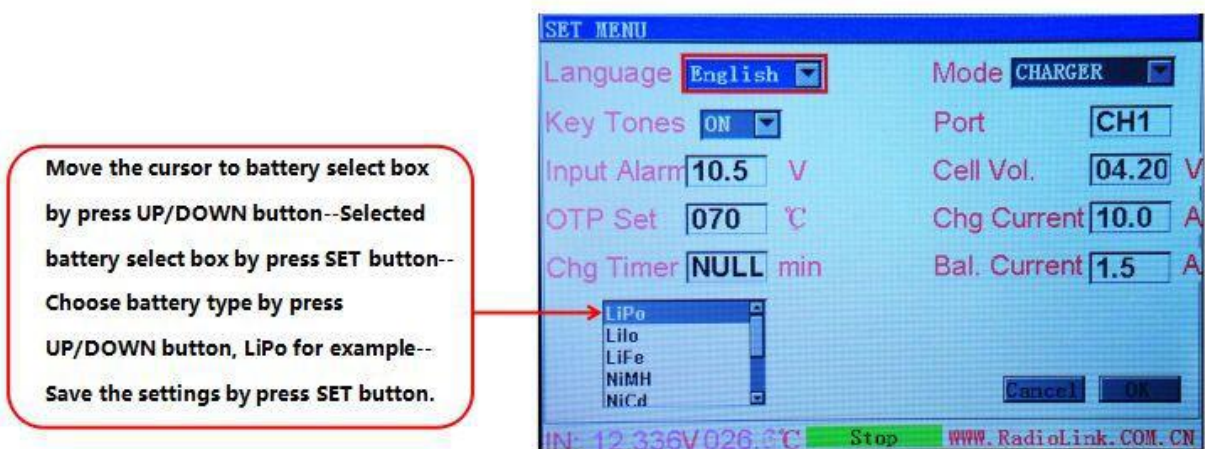 Move the cursor to battery select box
by press UP/DOWN button--Selected
battery select box by press SET button--
Choose battery type by press
UP/DOWN button, LiPo for example--
Save the settings by press SET button.
SET MENU
Language English Mode CHARGER
Key Tones ON Port CH1
Input Alarm 10.5 V Cell Vol. 04.20 V
OTP Set 070 ℃ Chg Current 10.0 A
Chg Timer NULL min Bal. Current 1.5 A
LiPo
LiIo
LiFe
NiMH
NiCd
Cancel OK
IN: 12.336V 026.6℃ Stop WWW.RadioLink.COM.CN